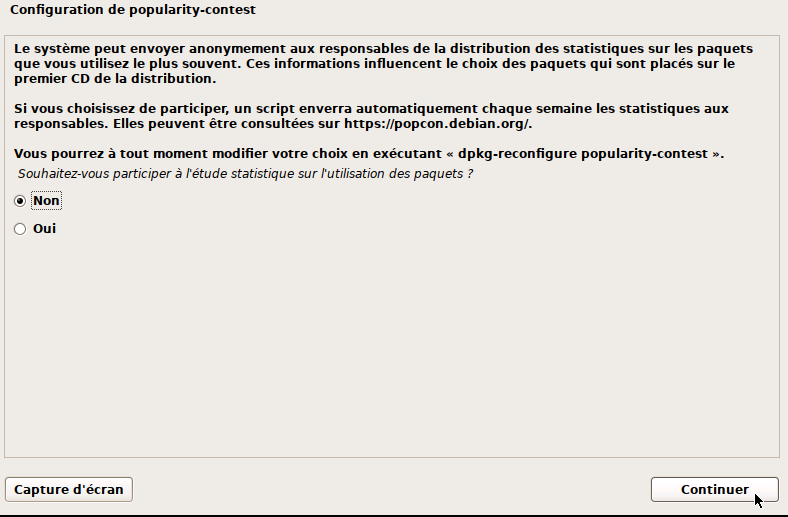 Configuration de popularity-contest
Le système peut envoyer anonymement aux responsables de la distribution des statistiques sur les paquets
que vous utilisez le plus souvent. Ces informations influencent le choix des paquets qui sont placés sur le
premier CD de la distribution.
Si vous choisissez de participer, un script enverra automatiquement chaque semaine les statistiques aux
responsables. Elles peuvent être consultées sur https://popcon.debian.org/.
Vous pourrez à tout moment modifier votre choix en exécutant « dpkg-reconfigure popularity-contest ».
Souhaitez-vous participer à l'étude statistique sur l'utilisation des paquets ?
Non
Oui
Capture d'écran
Continuer